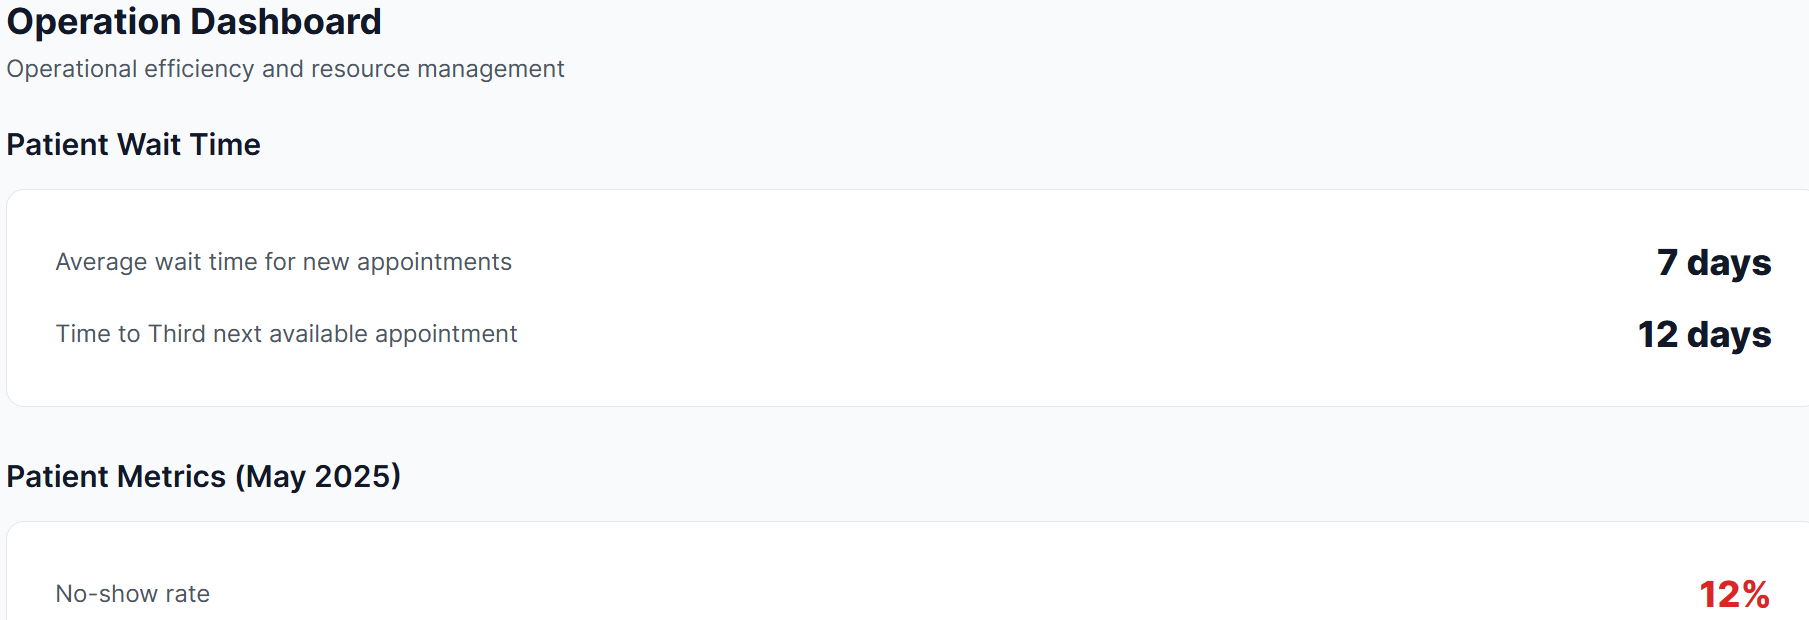 Operation Dashboard
Operational efficiency and resource management
Patient Wait Time
Average wait time for new appointments 7 days
Time to Third next available appointment 12 days
Patient Metrics (May 2025)
No-show rate 12%